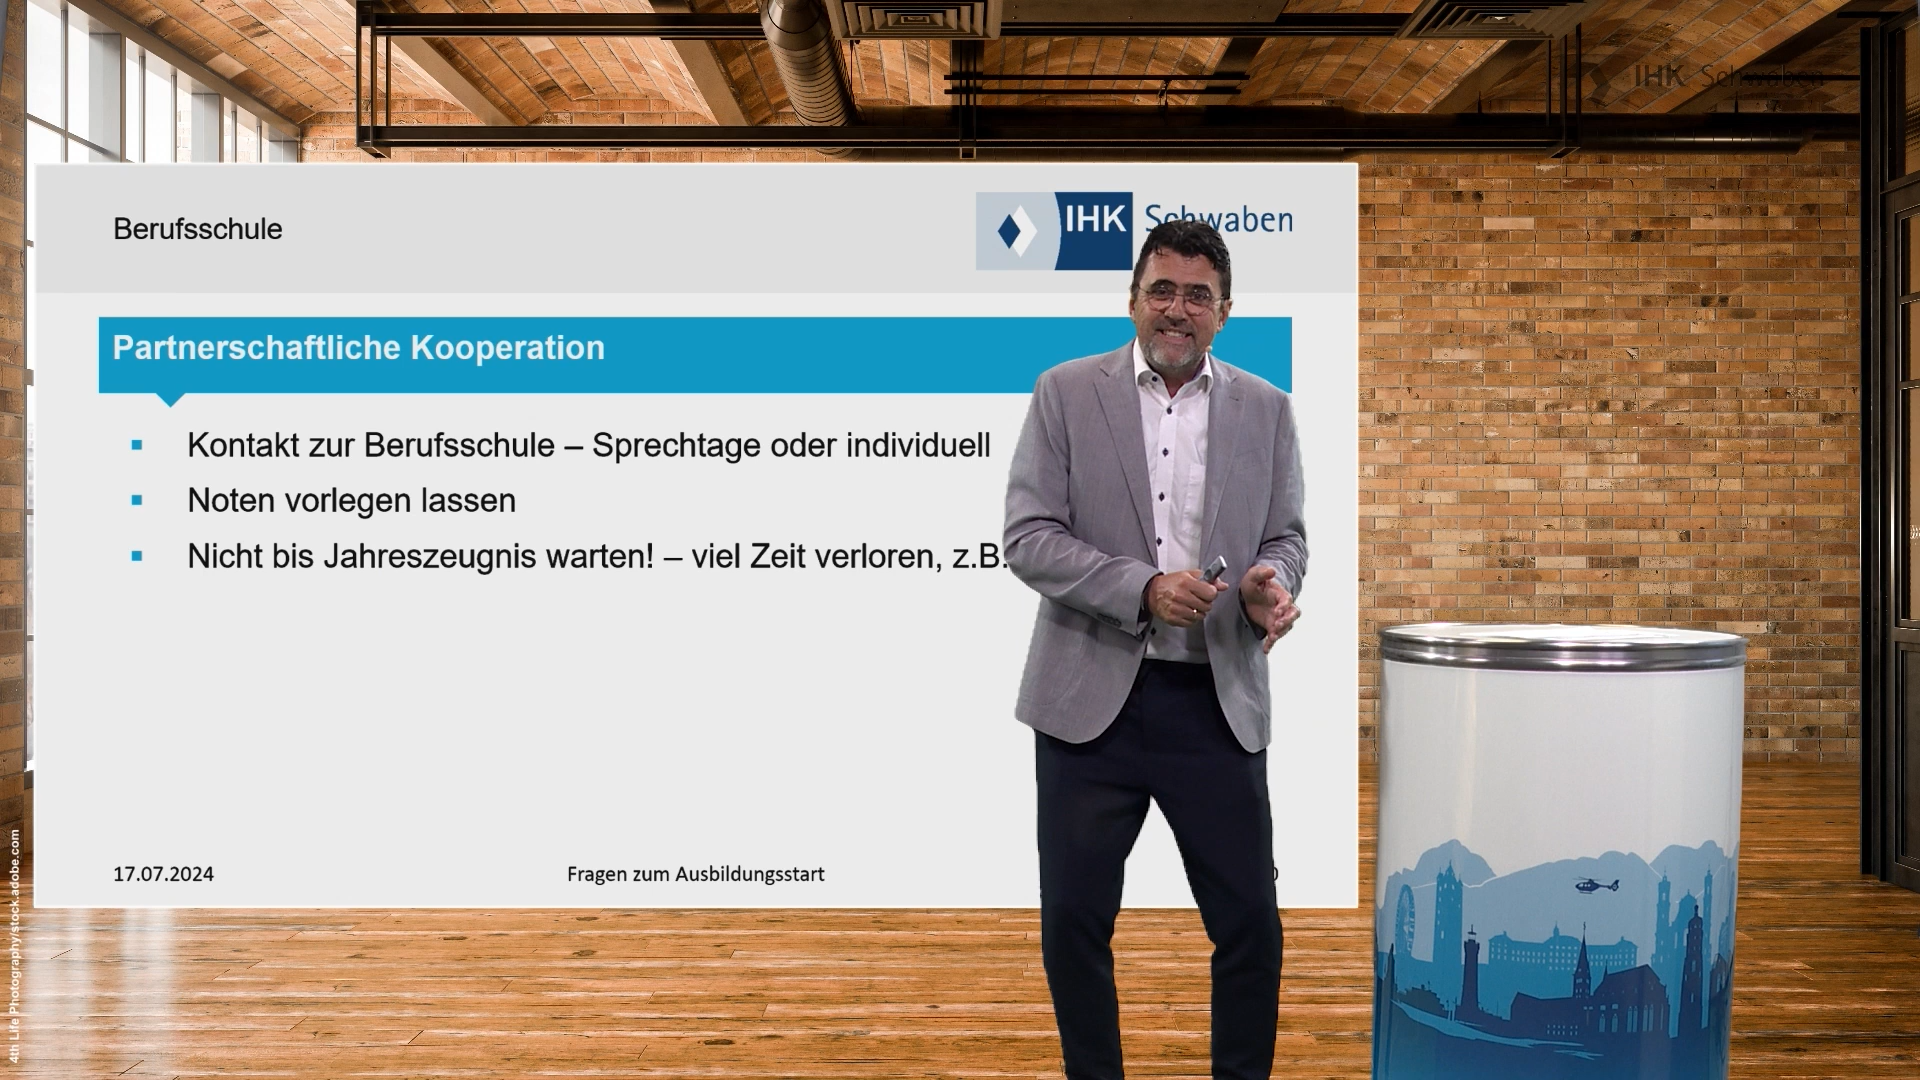 IHK Schwaben
Berufsschule
IHK Schwaben
Partnerschaftliche Kooperation
Kontakt zur Berufsschule – Sprechtage oder individuell
Noten vorlegen lassen
Nicht bis Jahreszeugnis warten! – viel Zeit verloren, z.B.
17.07.2024
Fragen zum Ausbildungsstart
4th Life Photography/stock.adobe.com